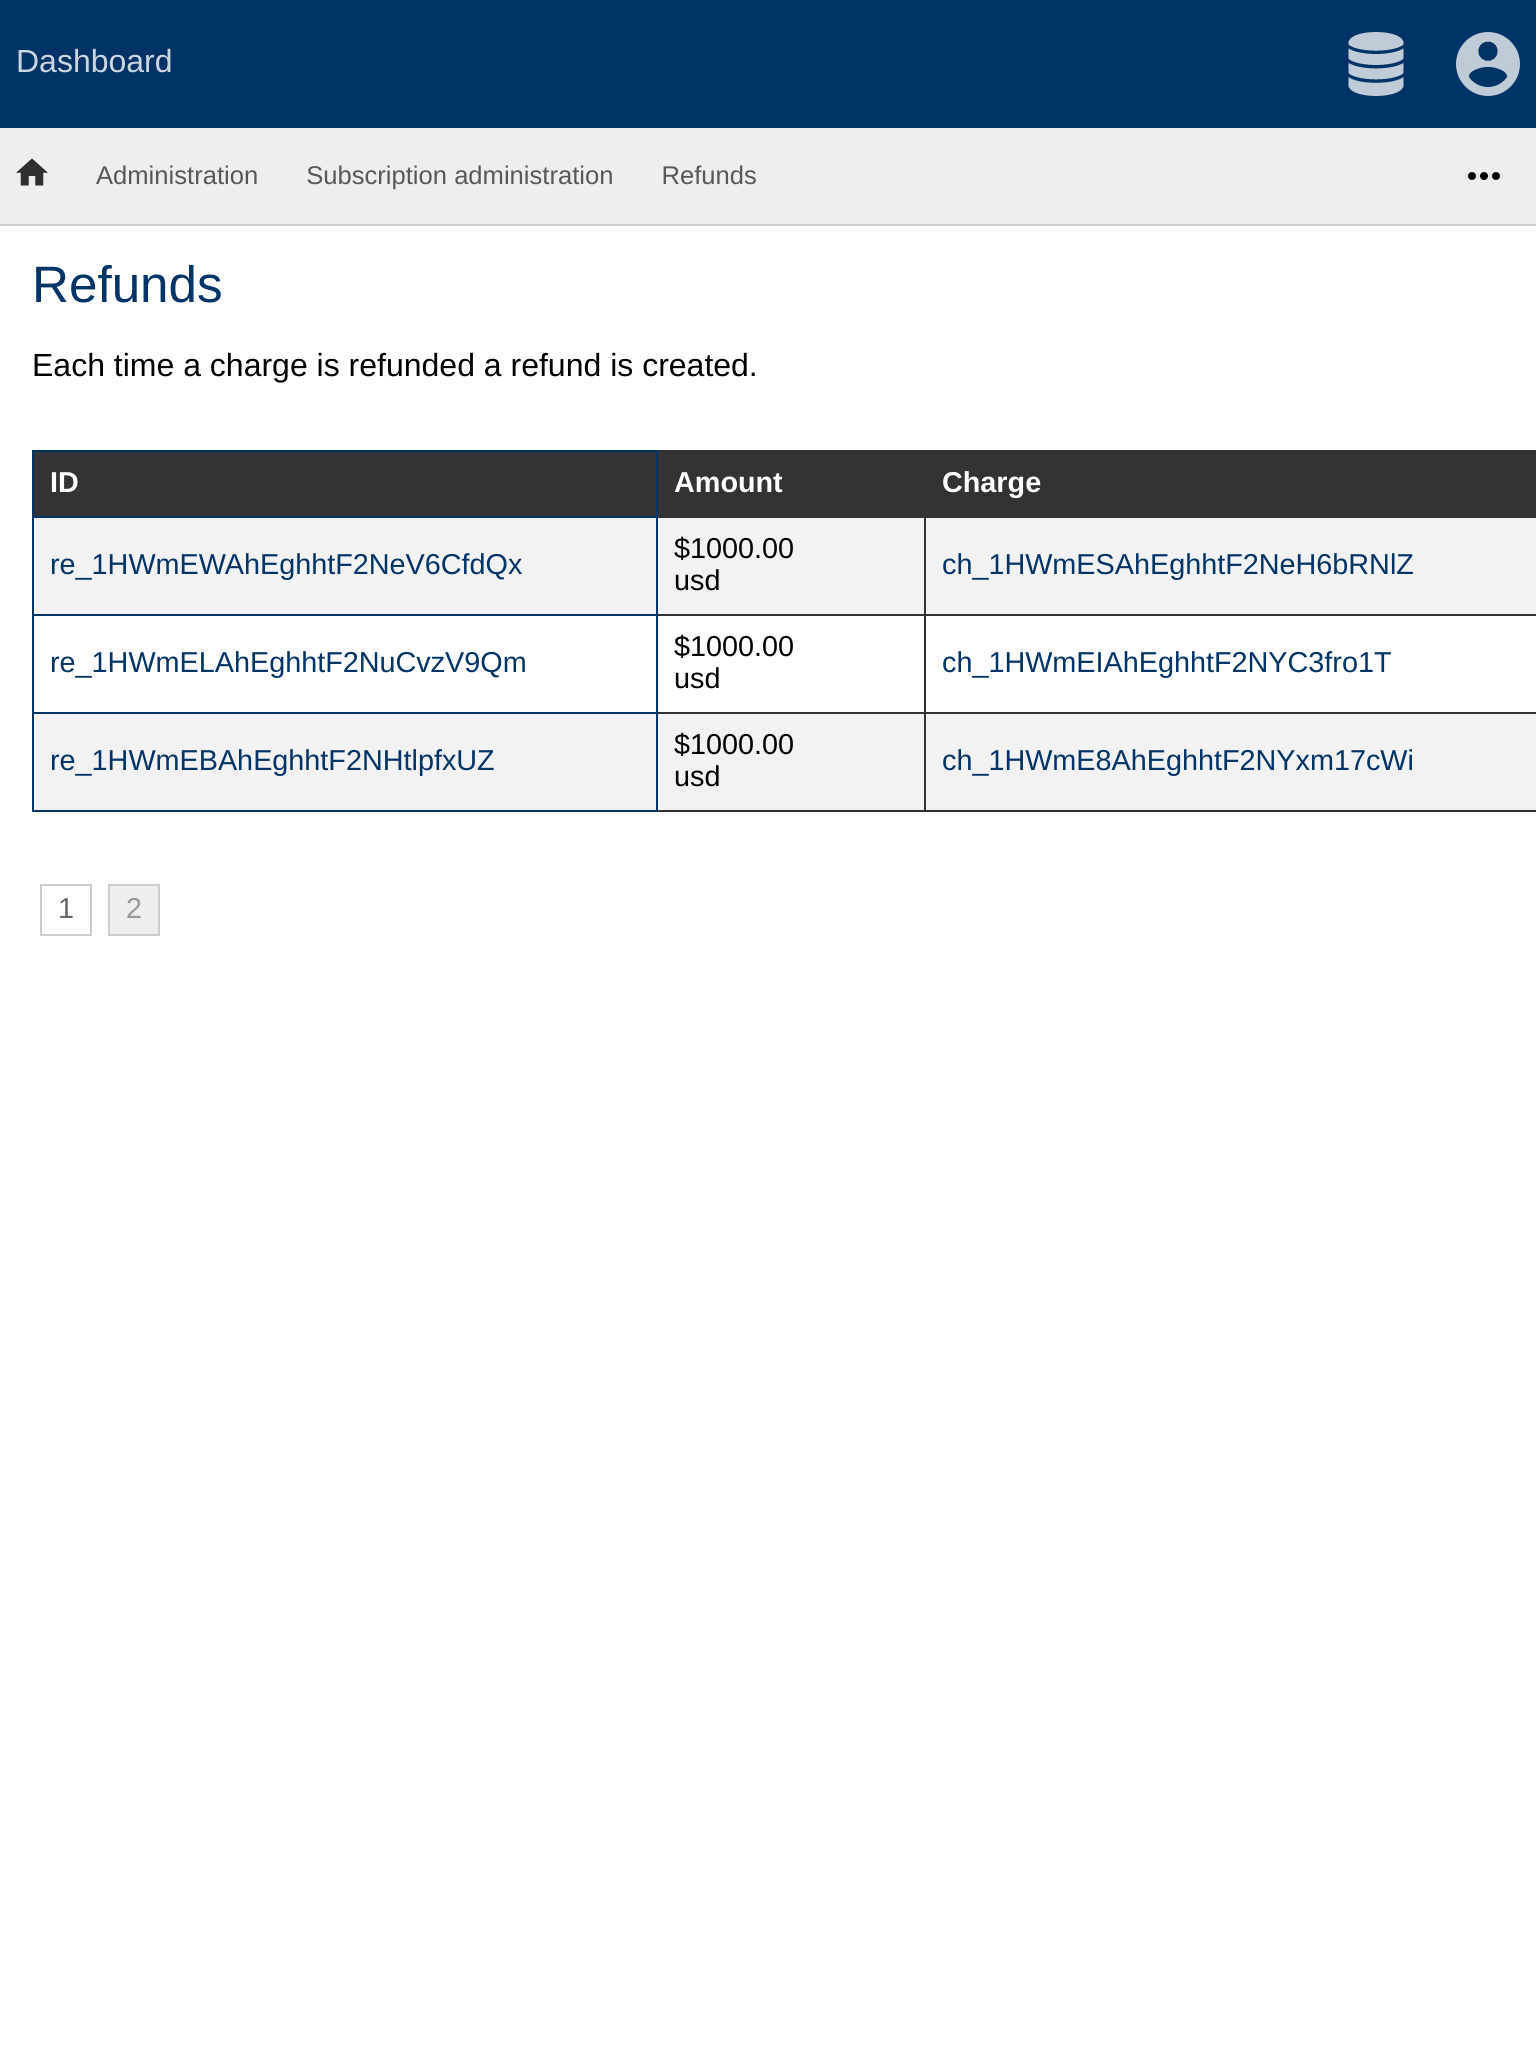 Dashboard
Administration Subscription administration Refunds
Refunds
Each time a charge is refunded a refund is created.
ID Amount Charge
re_1HWmEWAhEghhtF2NeV6CfdQx $1000.00 usd ch_1HWmESAhEghhtF2NeH6bRNlZ
re_1HWmELAhEghhtF2NuCvzV9Qm $1000.00 usd ch_1HWmEIAhEghhtF2NYC3fro1T
re_1HWmEBAhEghhtF2NHtlpfxUZ $1000.00 usd ch_1HWmE8AhEghhtF2NYxm17cWi
1 2